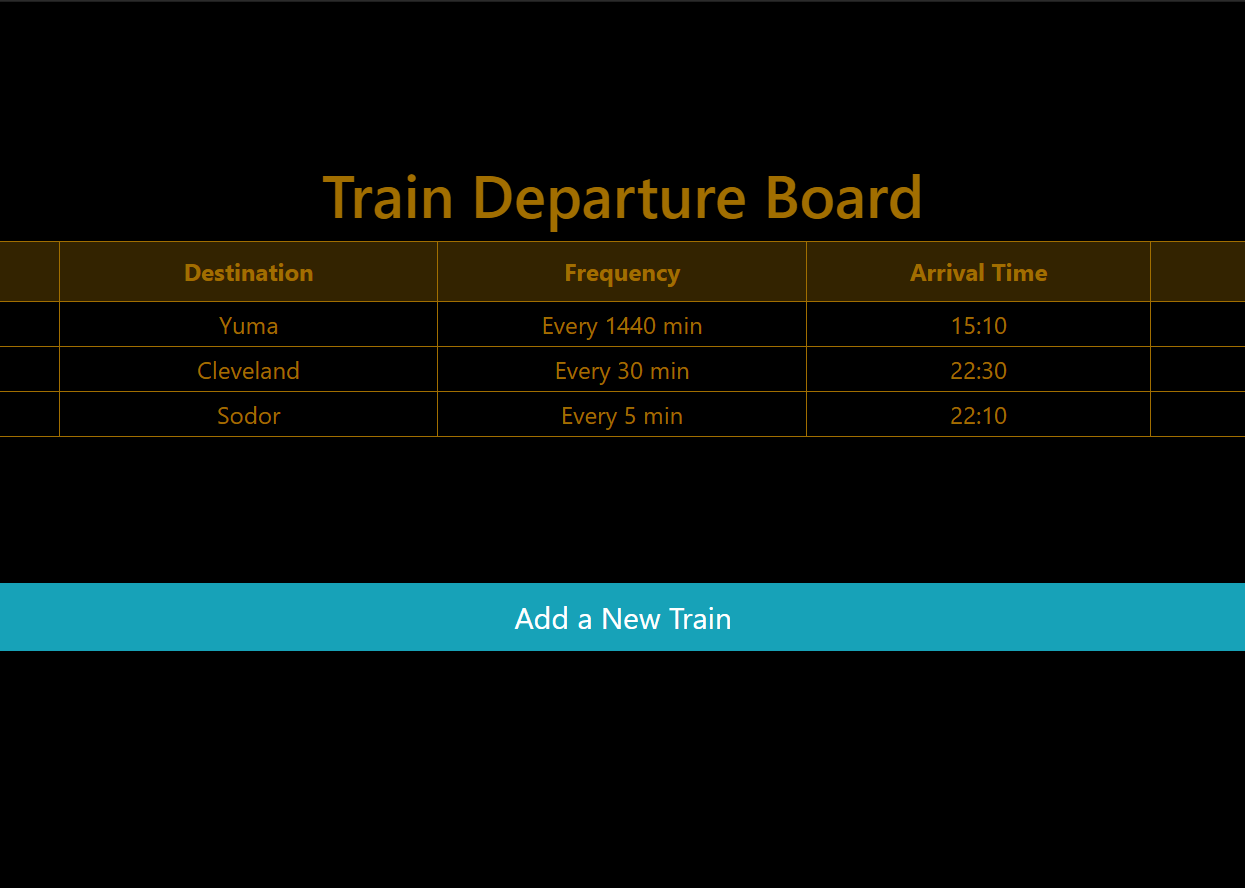 Train Departure Board
Destination Frequency Arrival Time
Yuma Every 1440 min 15:10
Cleveland Every 30 min 22:30
Sodor Every 5 min 22:10
Add a New Train